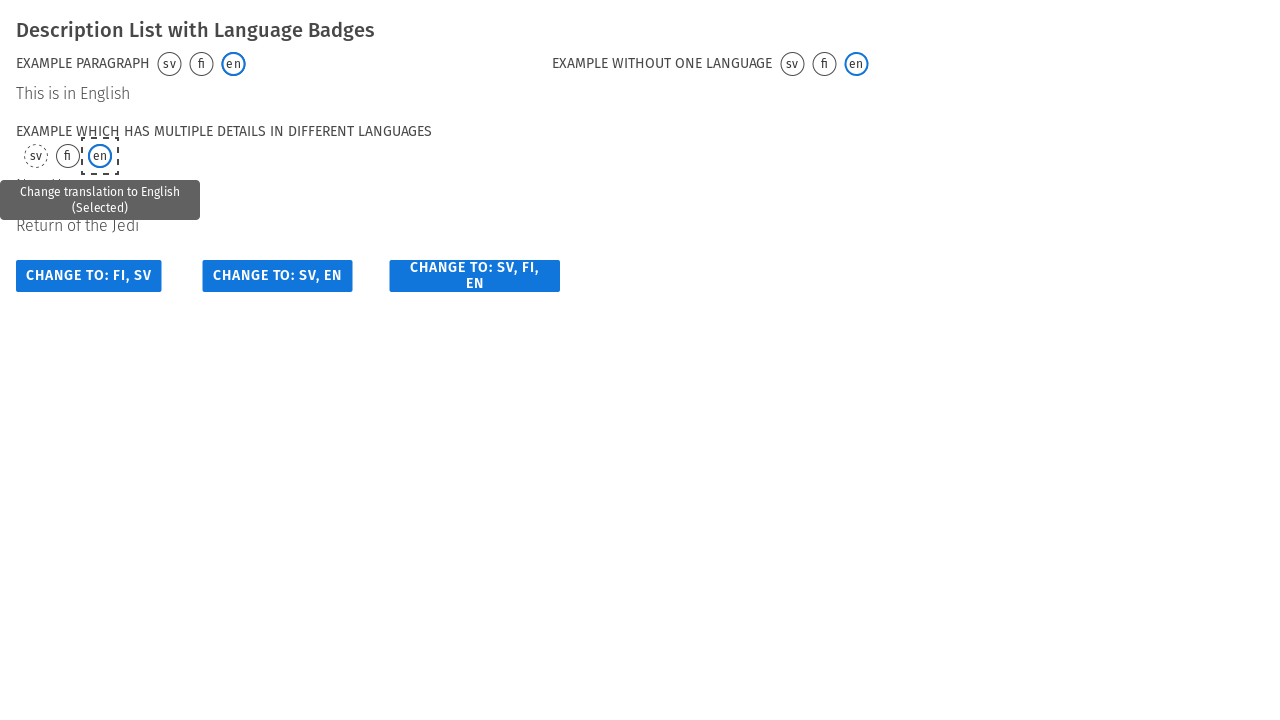 Description List with Language Badges
EXAMPLE PARAGRAPH sv fi en
EXAMPLE WITHOUT ONE LANGUAGE sv fi en
This is in English
EXAMPLE WHICH HAS MULTIPLE DETAILS IN DIFFERENT LANGUAGES
sv fi en
Change translation to English
(Selected)
Return of the Jedi
CHANGE TO: FI, SV
CHANGE TO: SV, EN
CHANGE TO: SV, FI,
EN